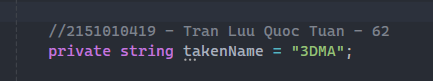 //2151010419 - Tran Luu Quoc Tuan - 62
private string takenName = "3DMA";